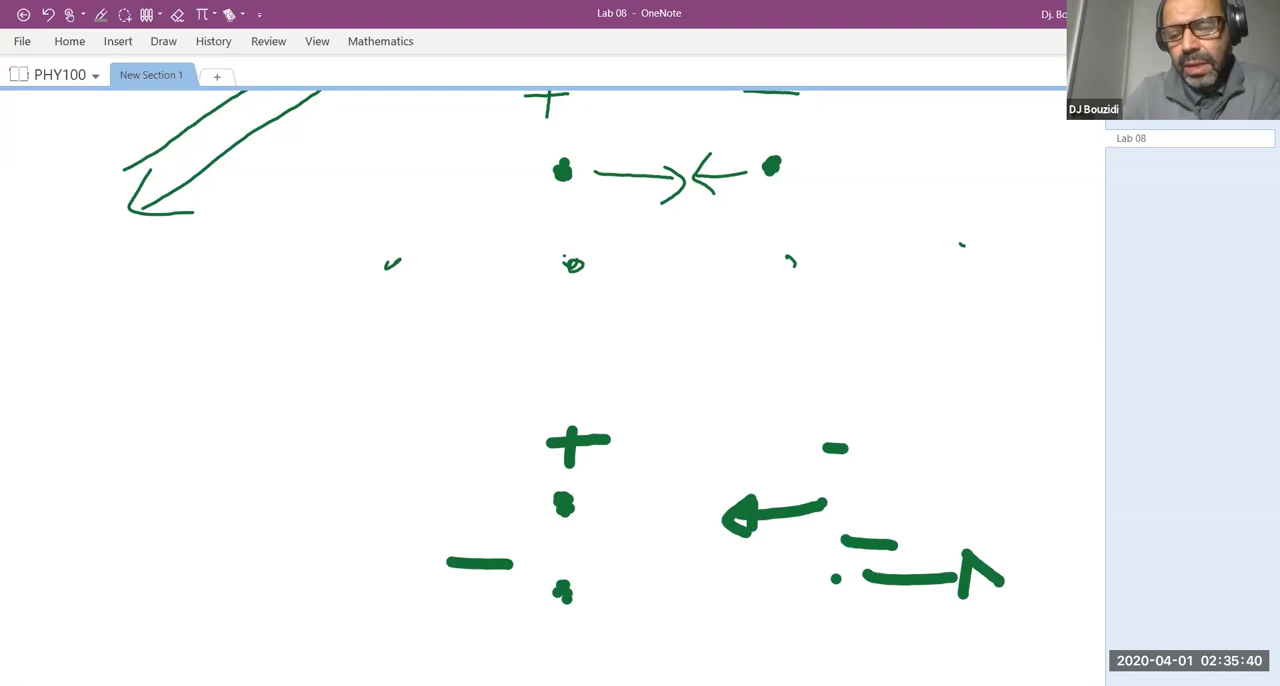 Lab 08 - OneNote
Dj. Bo
File Home Insert Draw History Review View Mathematics
PHY100
New Section 1
+
DJ Bouzidi
Lab 08
+ −
+ -
-
-
2020-04-01 02:35:40